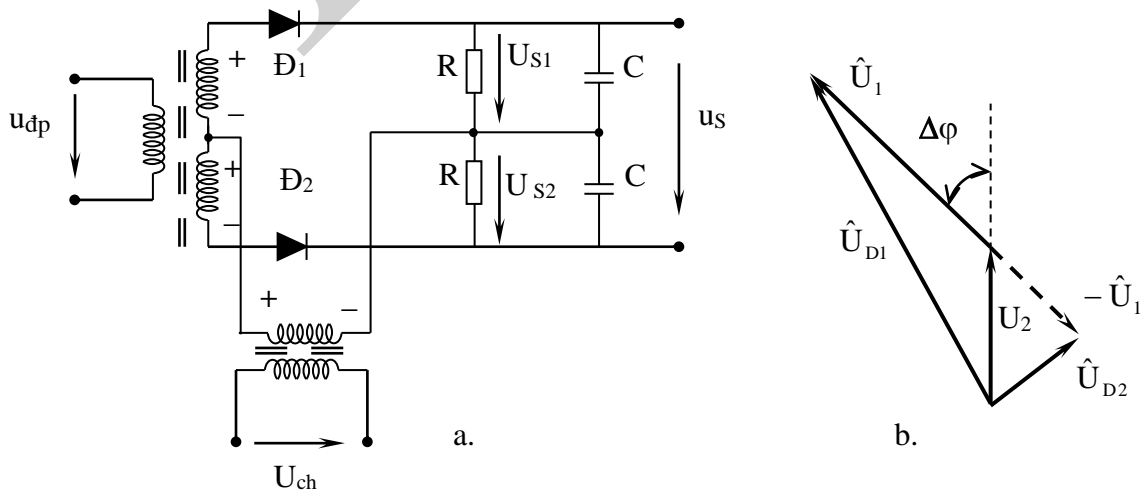 +
Đ₁
R
U_S1
C
u_đp
–
u_S
+
Đ₂
R
U_S2
C
–
+
–
U_ch
a.
Û₁
Δφ
Û_D1
– Û₁
U₂
Û_D2
b.